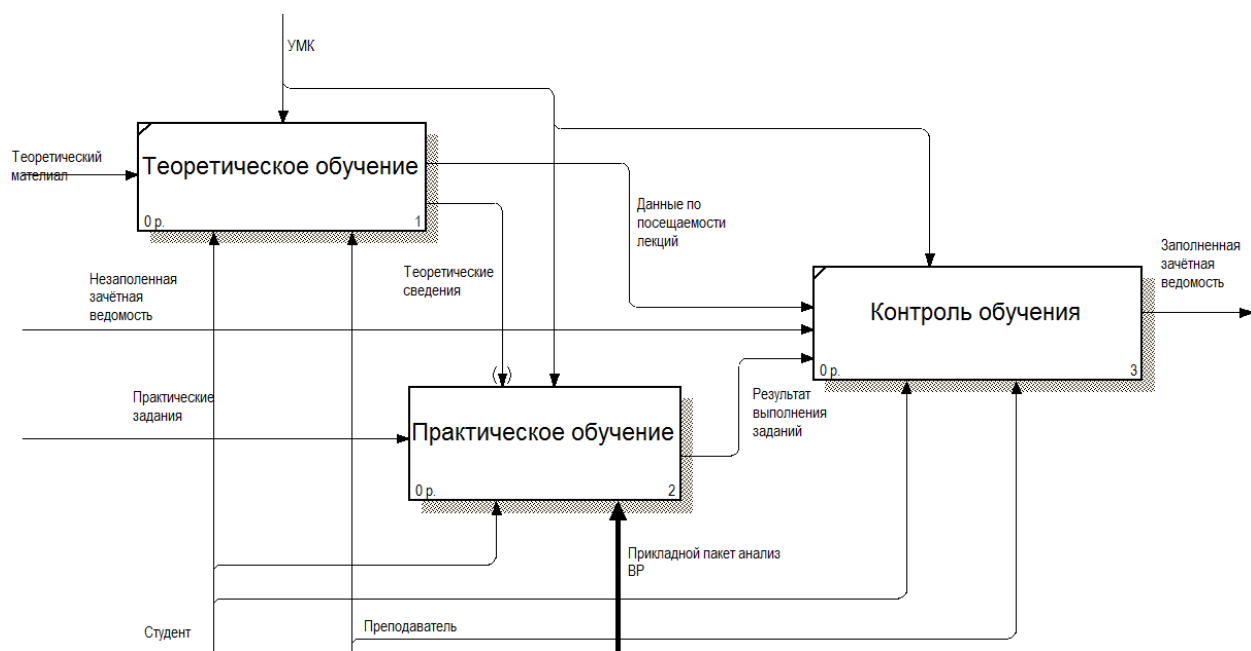 УМК
Теоретический
мателиал
Теоретическое обучение
0 р.
1
Данные по
посещаемости
лекций
Теоретические
сведения
Незаполенная
зачётная
ведомость
Заполненная
зачётная
ведомость
Контроль обучения
0 р.
3
Практические
задания
( )
Практическое обучение
0 р.
2
Результат
выполнения
заданий
Прикладной пакет анализ
ВР
Студент
Преподаватель